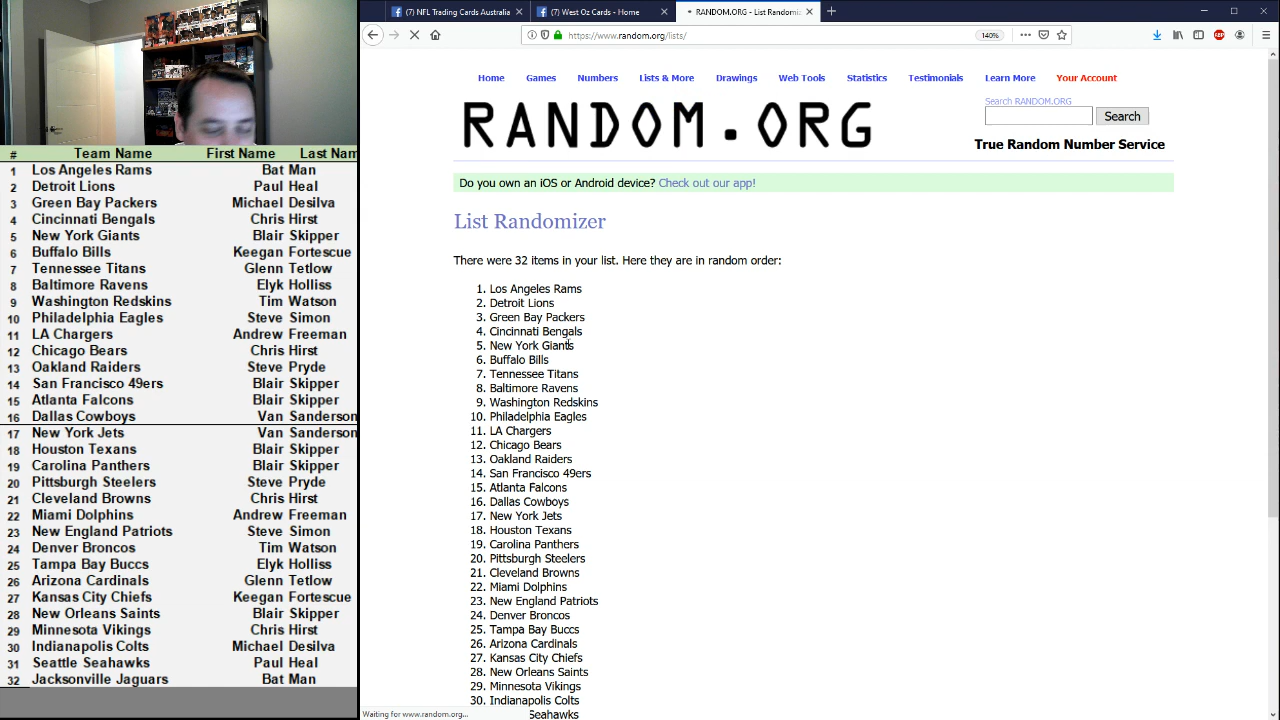 (7) NFL Trading Cards Australia
(7) West Oz Cards - Home
RANDOM.ORG - List Randomiz
https://www.random.org/lists/
140%
Home Games Numbers Lists & More Drawings Web Tools Statistics Testimonials Learn More Your Account
RANDOM.ORG
Search RANDOM.ORG
Search
True Random Number Service
Do you own an iOS or Android device? Check out our app!
List Randomizer
There were 32 items in your list. Here they are in random order:
1. Los Angeles Rams
2. Detroit Lions
3. Green Bay Packers
4. Cincinnati Bengals
5. New York Giants
6. Buffalo Bills
7. Tennessee Titans
8. Baltimore Ravens
9. Washington Redskins
10. Philadelphia Eagles
11. LA Chargers
12. Chicago Bears
13. Oakland Raiders
14. San Francisco 49ers
15. Atlanta Falcons
16. Dallas Cowboys
17. New York Jets
18. Houston Texans
19. Carolina Panthers
20. Pittsburgh Steelers
21. Cleveland Browns
22. Miami Dolphins
23. New England Patriots
24. Denver Broncos
25. Tampa Bay Buccs
26. Arizona Cardinals
27. Kansas City Chiefs
28. New Orleans Saints
29. Minnesota Vikings
30. Indianapolis Colts
Seahawks
Waiting for www.random.org...
# Team Name First Name Last Nam
1 Los Angeles Rams Bat Man
2 Detroit Lions Paul Heal
3 Green Bay Packers Michael Desilva
4 Cincinnati Bengals Chris Hirst
5 New York Giants Blair Skipper
6 Buffalo Bills Keegan Fortescue
7 Tennessee Titans Glenn Tetlow
8 Baltimore Ravens Elyk Holliss
9 Washington Redskins Tim Watson
10 Philadelphia Eagles Steve Simon
11 LA Chargers Andrew Freeman
12 Chicago Bears Chris Hirst
13 Oakland Raiders Steve Pryde
14 San Francisco 49ers Blair Skipper
15 Atlanta Falcons Blair Skipper
16 Dallas Cowboys Van Sanderson
17 New York Jets Van Sanderson
18 Houston Texans Blair Skipper
19 Carolina Panthers Blair Skipper
20 Pittsburgh Steelers Steve Pryde
21 Cleveland Browns Chris Hirst
22 Miami Dolphins Andrew Freeman
23 New England Patriots Steve Simon
24 Denver Broncos Tim Watson
25 Tampa Bay Buccs Elyk Holliss
26 Arizona Cardinals Glenn Tetlow
27 Kansas City Chiefs Keegan Fortescue
28 New Orleans Saints Blair Skipper
29 Minnesota Vikings Chris Hirst
30 Indianapolis Colts Michael Desilva
31 Seattle Seahawks Paul Heal
32 Jacksonville Jaguars Bat Man